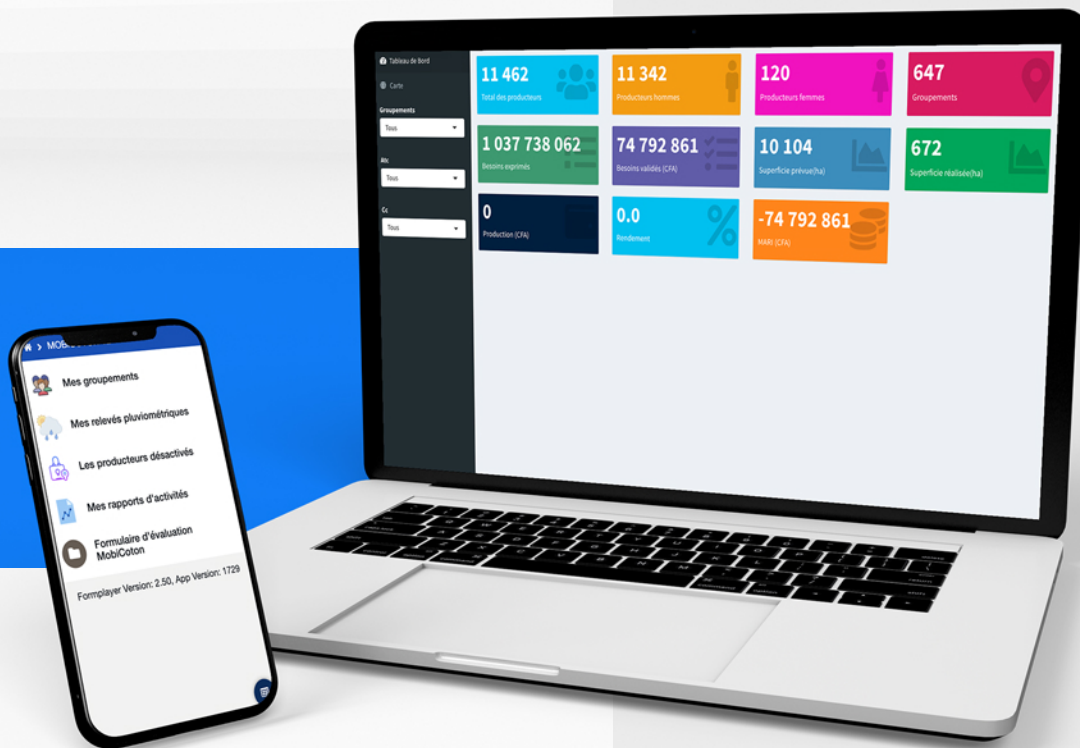 Tableau de Bord
Carte
Groupements
Tous
Atc
Tous
Cc
Tous
11 462
Total des producteurs
11 342
Producteurs hommes
120
Producteurs femmes
647
Groupements
1 037 738 062
Besoins exprimés
74 792 861
Besoins validés (CFA)
10 104
Superficie prévue(ha)
672
Superficie réalisée(ha)
0
Production (CFA)
0.0
Rendement
%
-74 792 861
MARI (CFA)
Mes groupements
Mes relevés pluviométriques
Les producteurs désactivés
Mes rapports d'activités
Formulaire d'évaluation
MobiCoton
Formplayer Version: 2.50, App Version: 1729